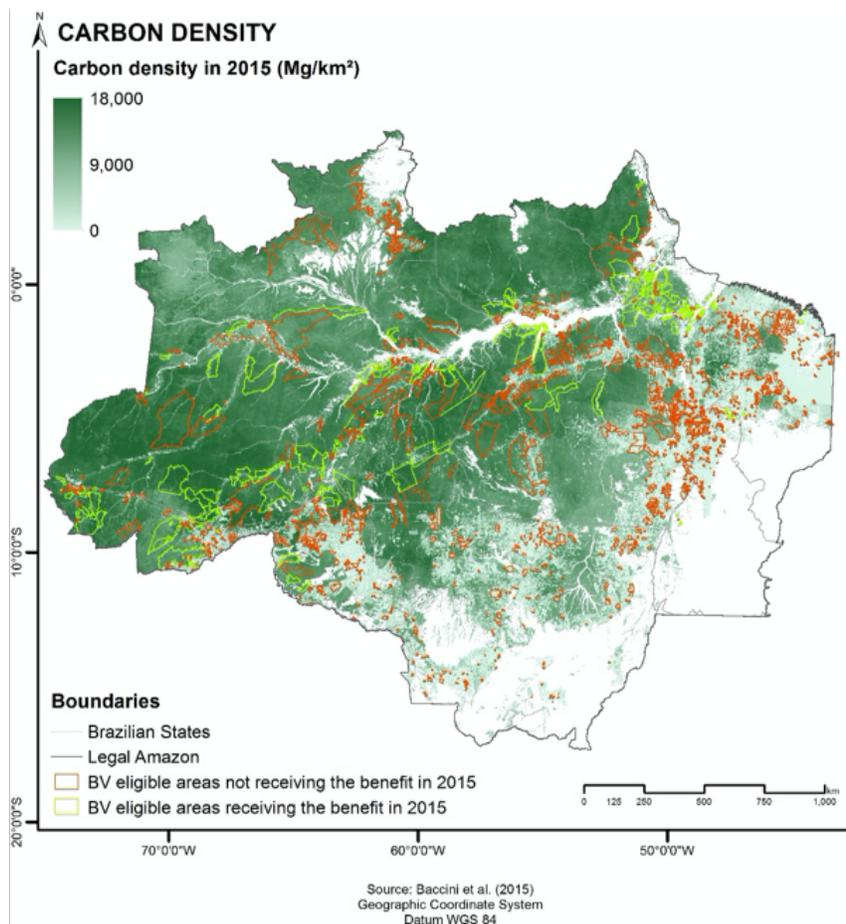 N
CARBON DENSITY
Carbon density in 2015 (Mg/km²)
18,000
9,000
0
0°0'0"
10°0'0"S
20°0'0"S
Boundaries
Brazilian States
Legal Amazon
BV eligible areas not receiving the benefit in 2015
BV eligible areas receiving the benefit in 2015
km
0 125 250 500 750 1,000
70°0'0"W 60°0'0"W 50°0'0"W
Source: Baccini et al. (2015)
Geographic Coordinate System
Datum WGS 84